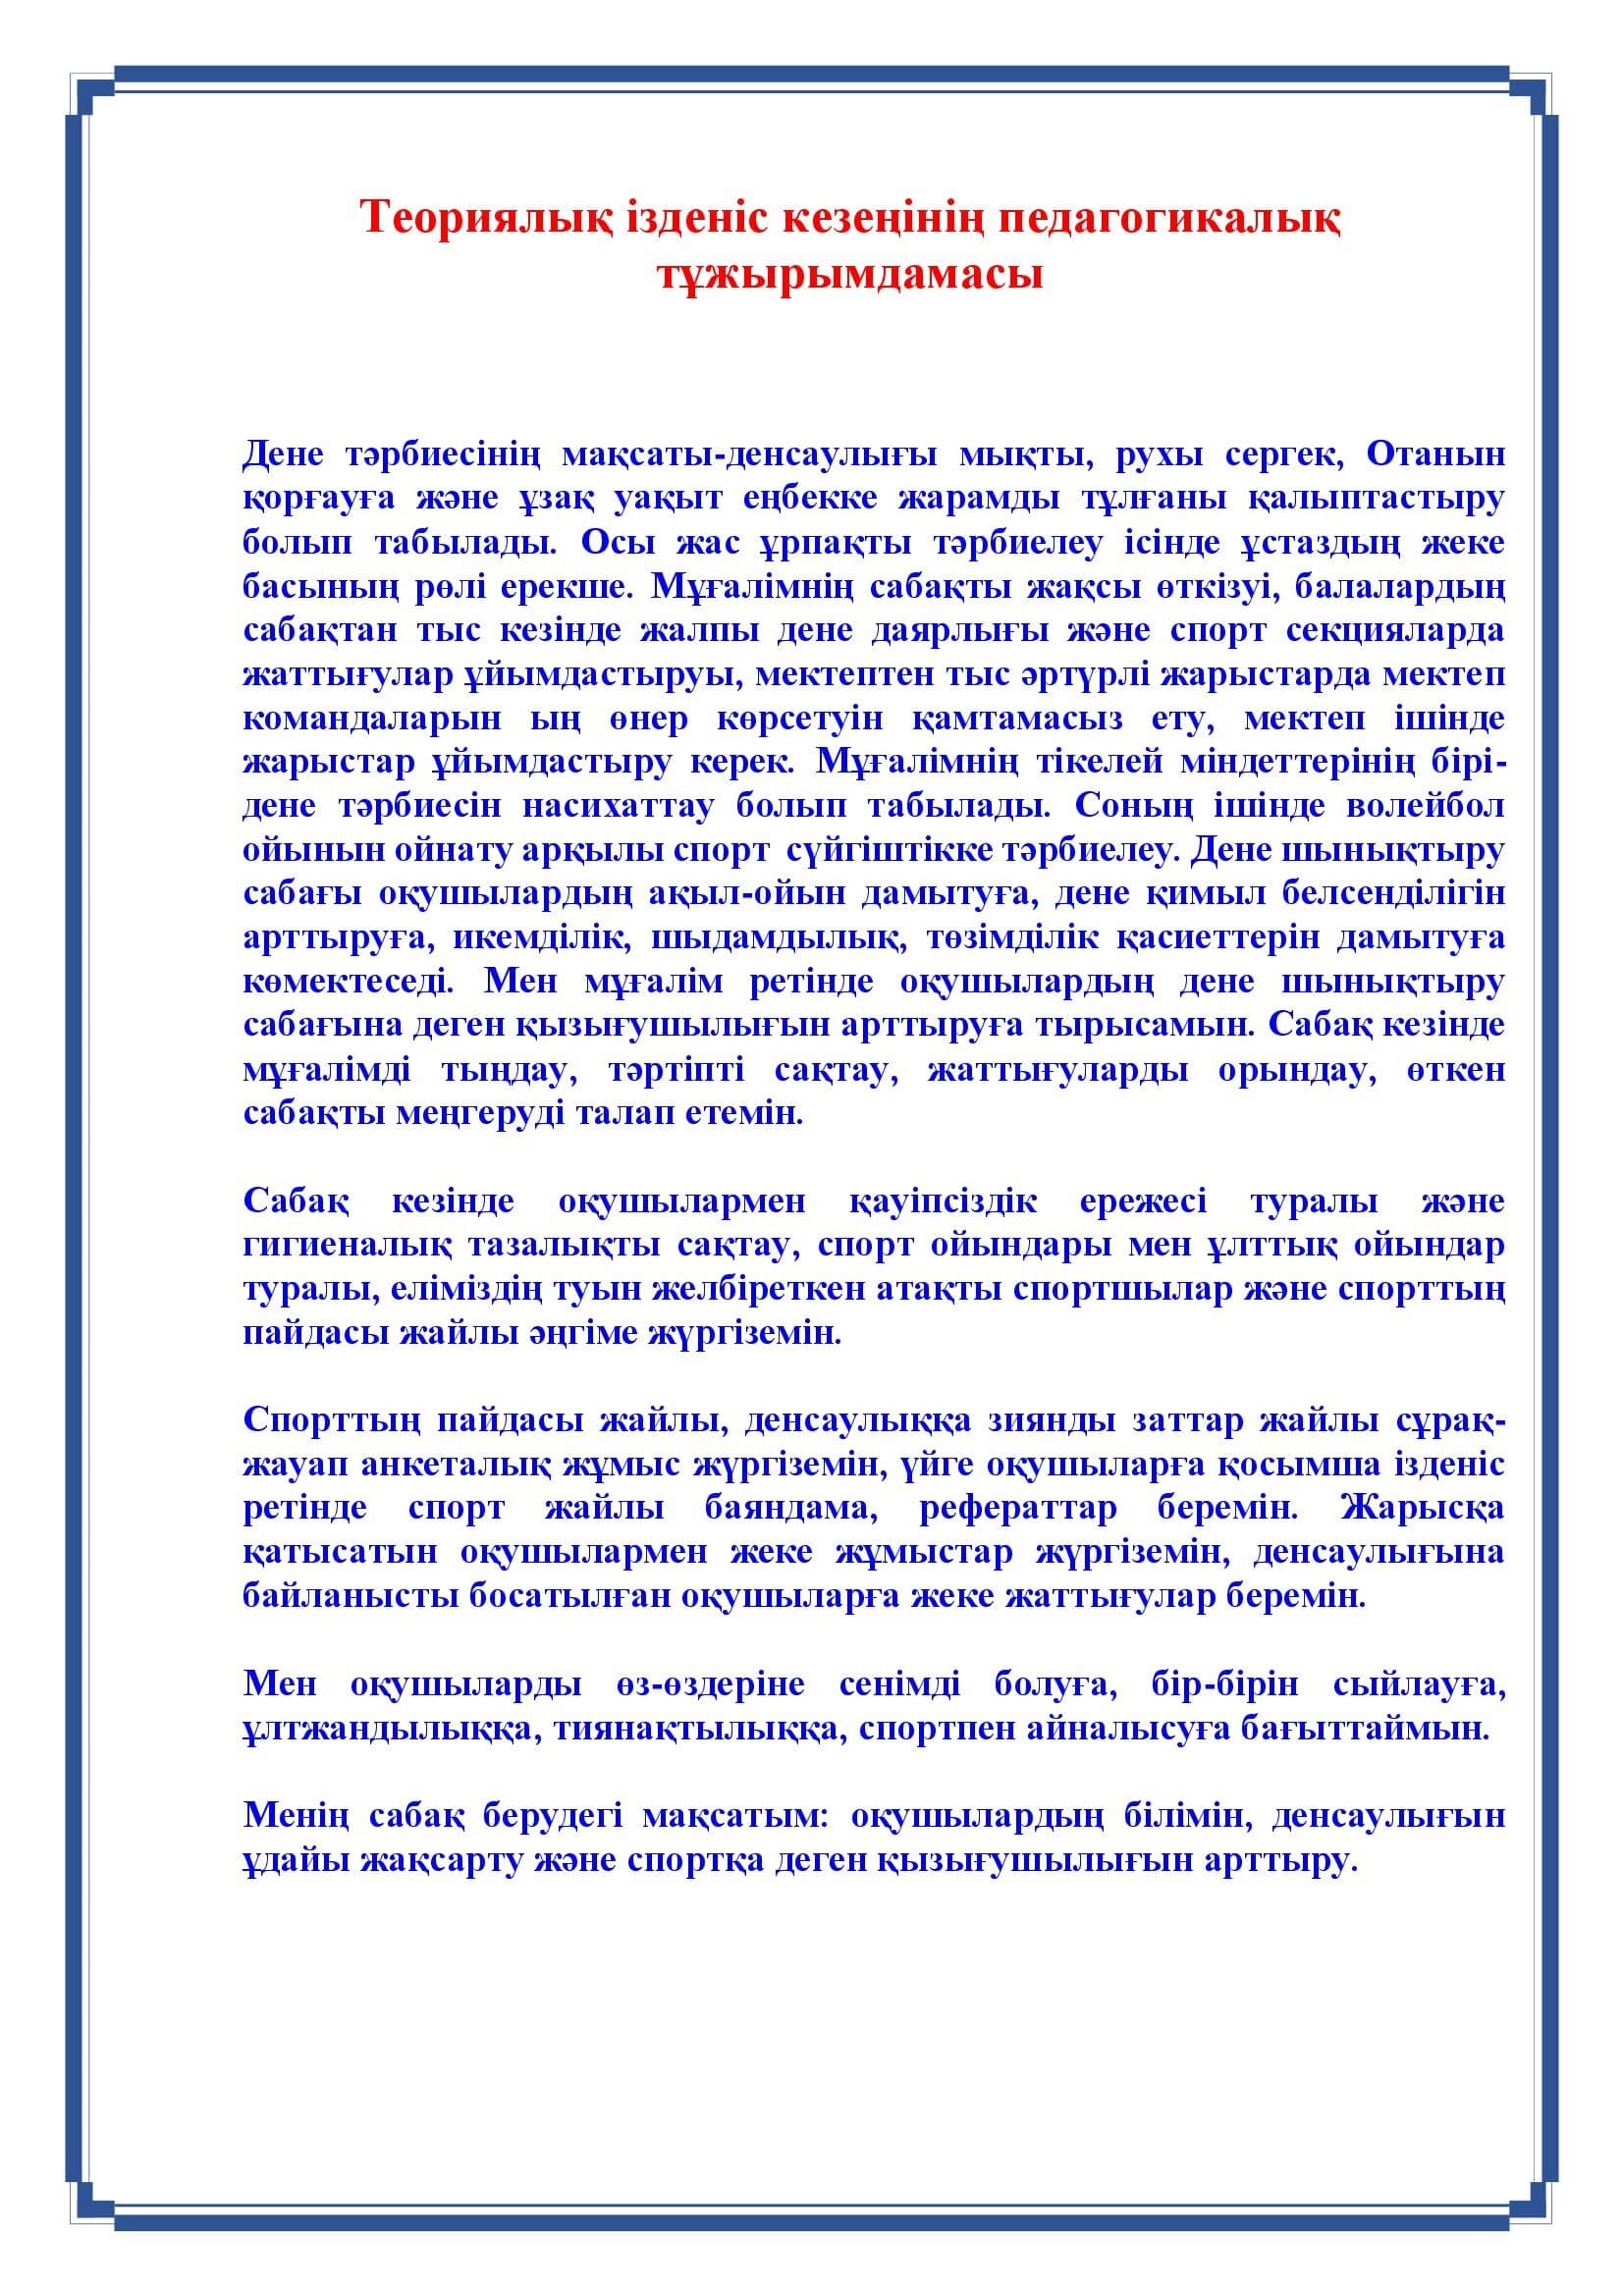 Теориялық ізденіс кезеңінің педагогикалық
тұжырымдамасы
Дене тәрбиесінің мақсаты-денсаулығы мықты, рухы сергек, Отанын
қорғауға және ұзақ уақыт еңбекке жарамды тұлғаны қалыптастыру
болып табылады. Осы жас ұрпақты тәрбиелеу ісінде ұстаздың жеке
басының рөлі ерекше. Мұғалімнің сабақты жақсы өткізуі, балалардың
сабақтан тыс кезінде жалпы дене даярлығы және спорт секцияларда
жаттығулар ұйымдастыруы, мектептен тыс әртүрлі жарыстарда мектеп
командаларын ың өнер көрсетуін қамтамасыз ету, мектеп ішінде
жарыстар ұйымдастыру керек. Мұғалімнің тікелей міндеттерінің бірі-
дене тәрбиесін насихаттау болып табылады. Соның ішінде волейбол
ойынын ойнату арқылы спорт  сүйгіштікке тәрбиелеу. Дене шынықтыру
сабағы оқушылардың ақыл-ойын дамытуға, дене қимыл белсенділігін
арттыруға, икемділік, шыдамдылық, төзімділік қасиеттерін дамытуға
көмектеседі. Мен мұғалім ретінде оқушылардың дене шынықтыру
сабағына деген қызығушылығын арттыруға тырысамын. Сабақ кезінде
мұғалімді тыңдау, тәртіпті сақтау, жаттығуларды орындау, өткен
сабақты меңгеруді талап етемін.
Сабақ кезінде оқушылармен қауіпсіздік ережесі туралы және
гигиеналық тазалықты сақтау, спорт ойындары мен ұлттық ойындар
туралы, еліміздің туын желбіреткен атақты спортшылар және спорттың
пайдасы жайлы әңгіме жүргіземін.
Спорттың пайдасы жайлы, денсаулыққа зиянды заттар жайлы сұрақ-
жауап анкеталық жұмыс жүргіземін, үйге оқушыларға қосымша ізденіс
ретінде спорт жайлы баяндама, рефераттар беремін. Жарысқа
қатысатын оқушылармен жеке жұмыстар жүргіземін, денсаулығына
байланысты босатылған оқушыларға жеке жаттығулар беремін.
Мен оқушыларды өз-өздеріне сенімді болуға, бір-бірін сыйлауға,
ұлтжандылыққа, тиянақтылыққа, спортпен айналысуға бағыттаймын.
Менің сабақ берудегі мақсатым: оқушылардың білімін, денсаулығын
ұдайы жақсарту және спортқа деген қызығушылығын арттыру.